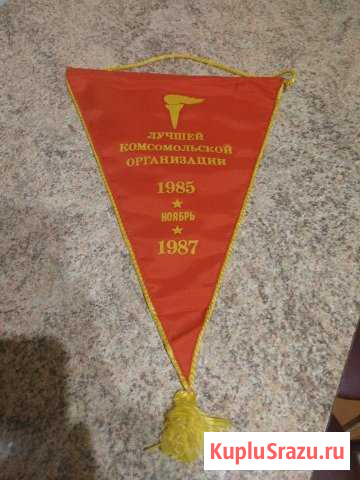 ЛУЧШЕЙ
КОМСОМОЛЬСКОЙ
ОРГАНИЗАЦИИ
1985
НОЯБРЬ
1987
KupluSrazu.ru